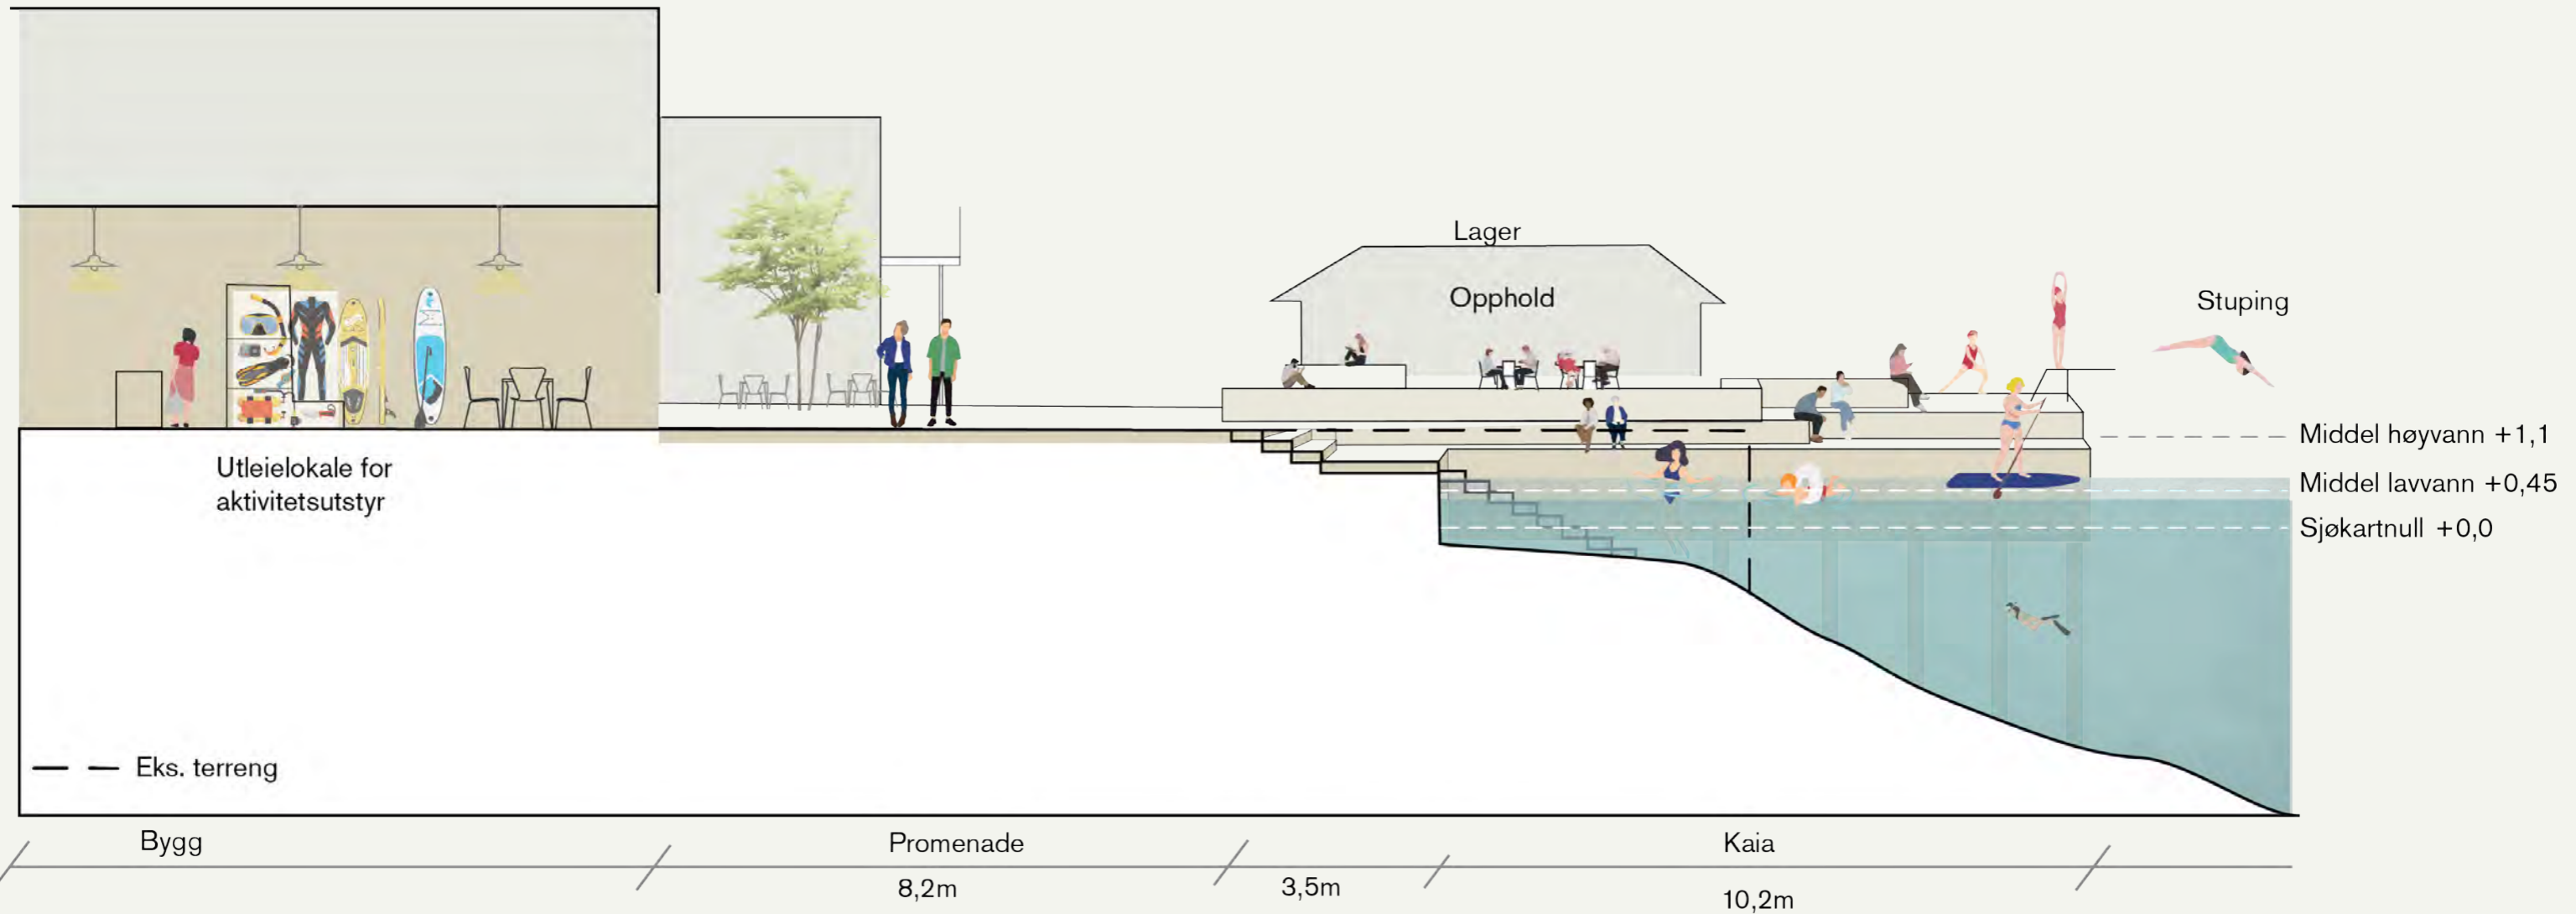 Lager
Opphold
Stuping
Middel høyvann +1,1
Middel lavvann +0,45
Sjøkartnull +0,0
Utleielokale for
aktivitetsutstyr
Eks. terreng
Bygg
Promenade
Kaia
8,2m
3,5m
10,2m